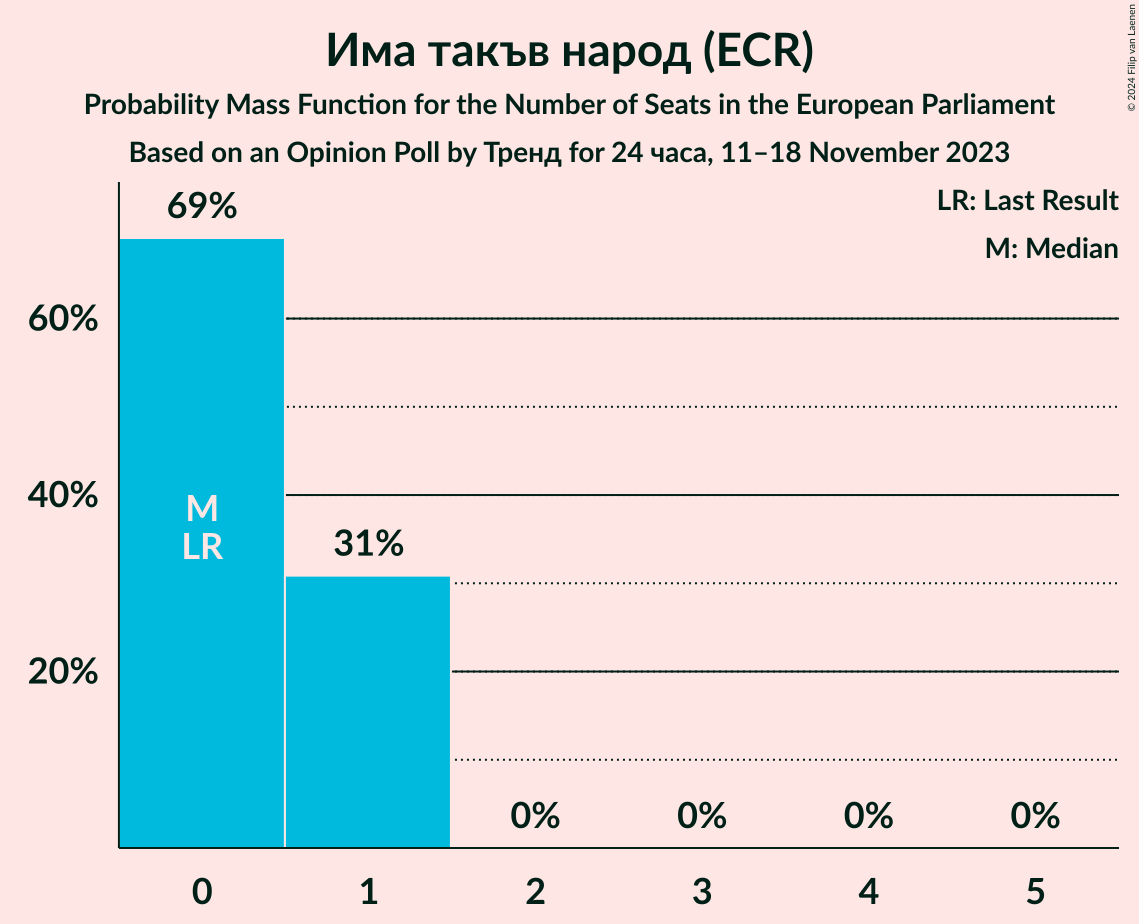 Има такъв народ (ECR)
Probability Mass Function for the Number of Seats in the European Parliament
Based on an Opinion Poll by Тренд for 24 часа, 11–18 November 2023
© 2024 Filip van Laenen
LR: Last Result
M: Median
69%
60%
40%
20%
M
LR
31%
0% 0% 0% 0%
0 1 2 3 4 5